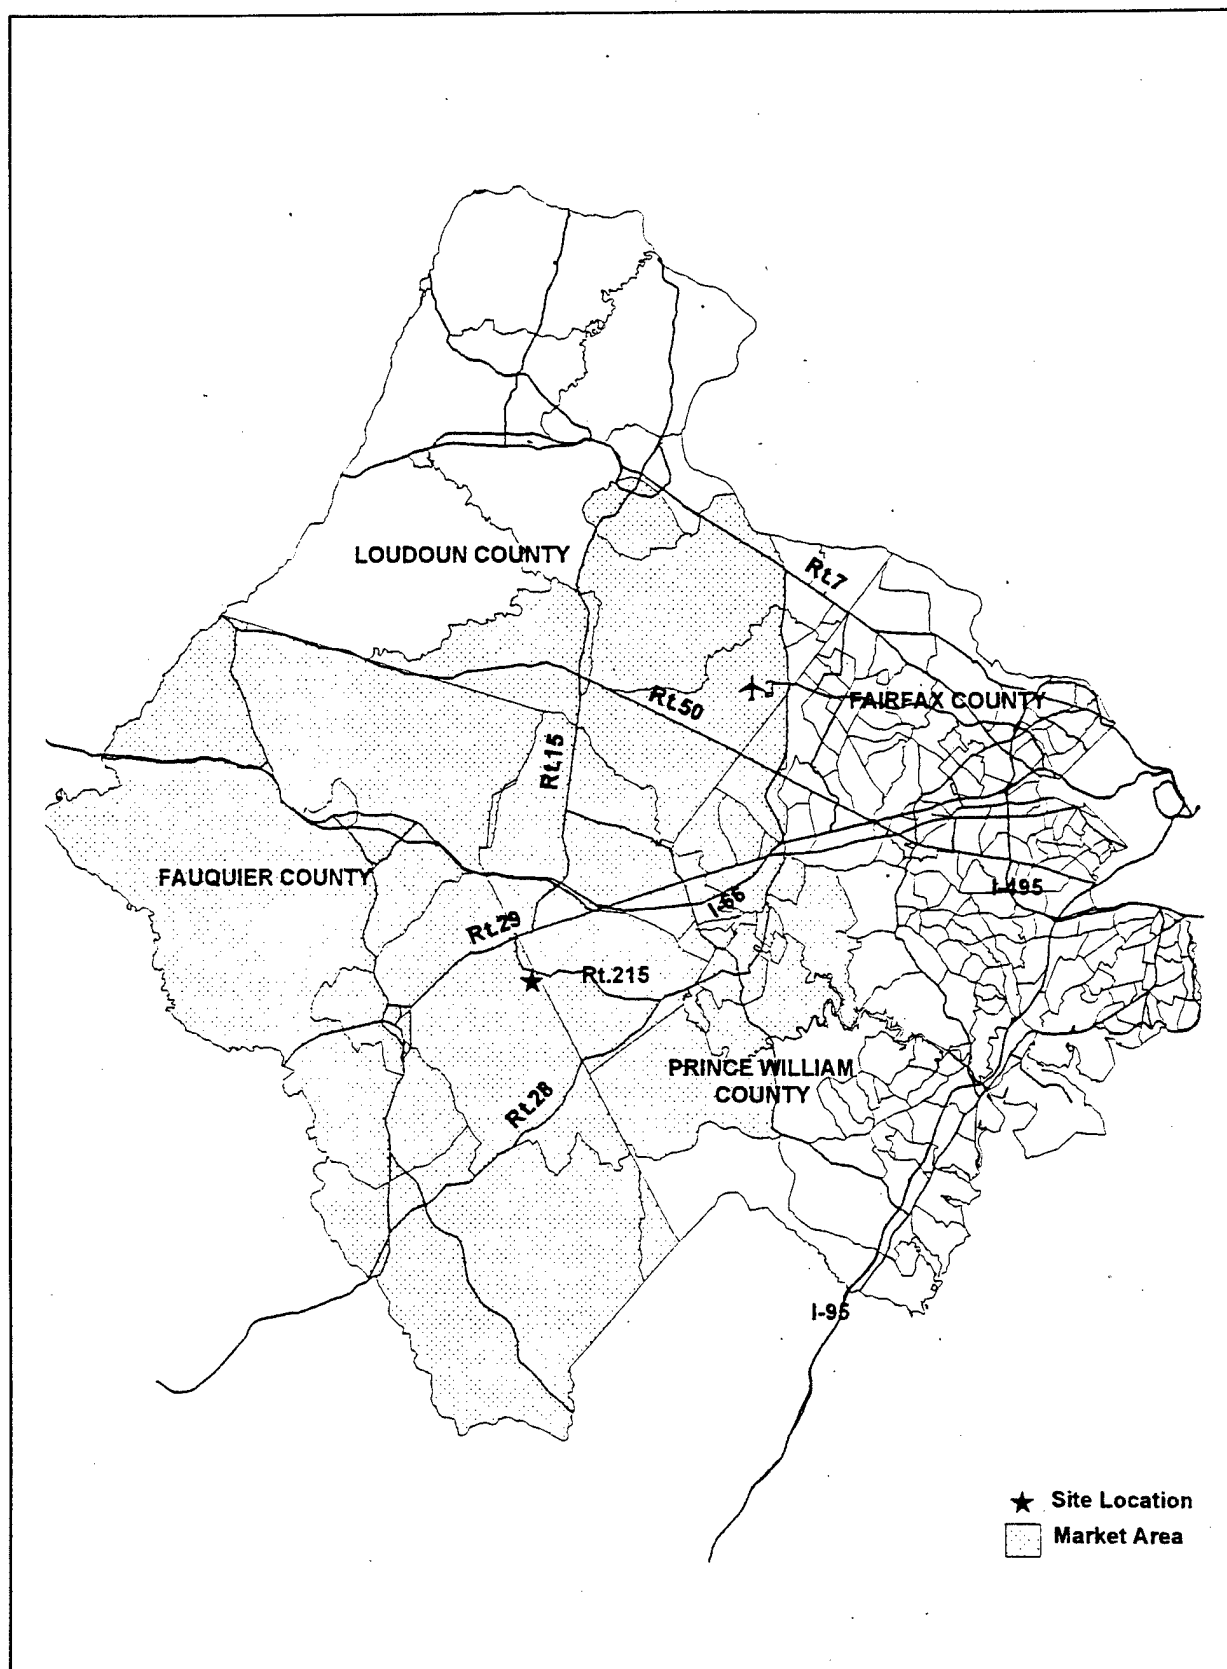 LOUDOUN COUNTY
Rt.7
FAIRFAX COUNTY
Rt.50
Rt.15
FAUQUIER COUNTY
I-495
I-66
Rt.29
Rt.215
PRINCE WILLIAM
COUNTY
Rt.28
I-95
Site Location
Market Area